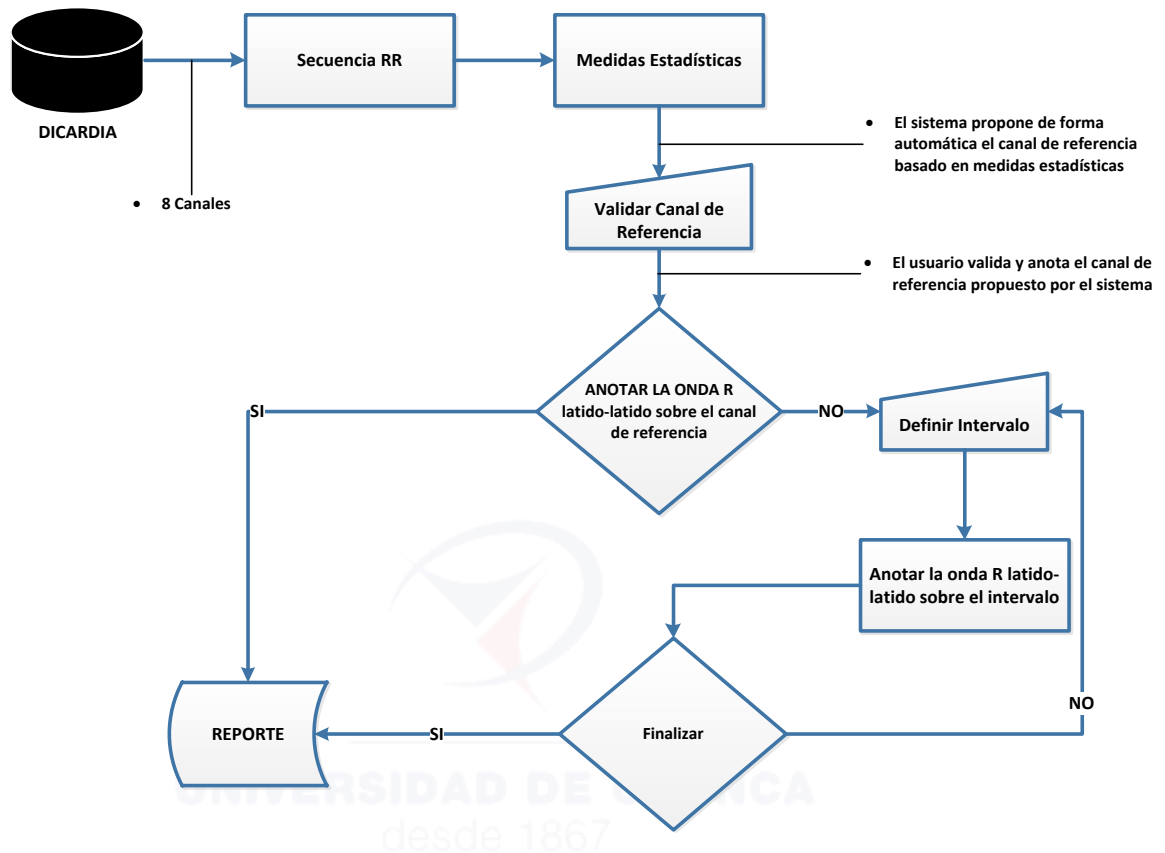 DICARDIA
• 8 Canales
Secuencia RR
Medidas Estadísticas
• El sistema propone de forma
automática el canal de referencia
basado en medidas estadísticas
Validar Canal de
Referencia
• El usuario valida y anota el canal de
referencia propuesto por el sistema
ANOTAR LA ONDA R
latido-latido sobre el canal
de referencia
SI
NO
Definir Intervalo
Anotar la onda R latido-
latido sobre el intervalo
Finalizar
NO
SI
REPORTE
UNIVERSIDAD DE
desde 1867